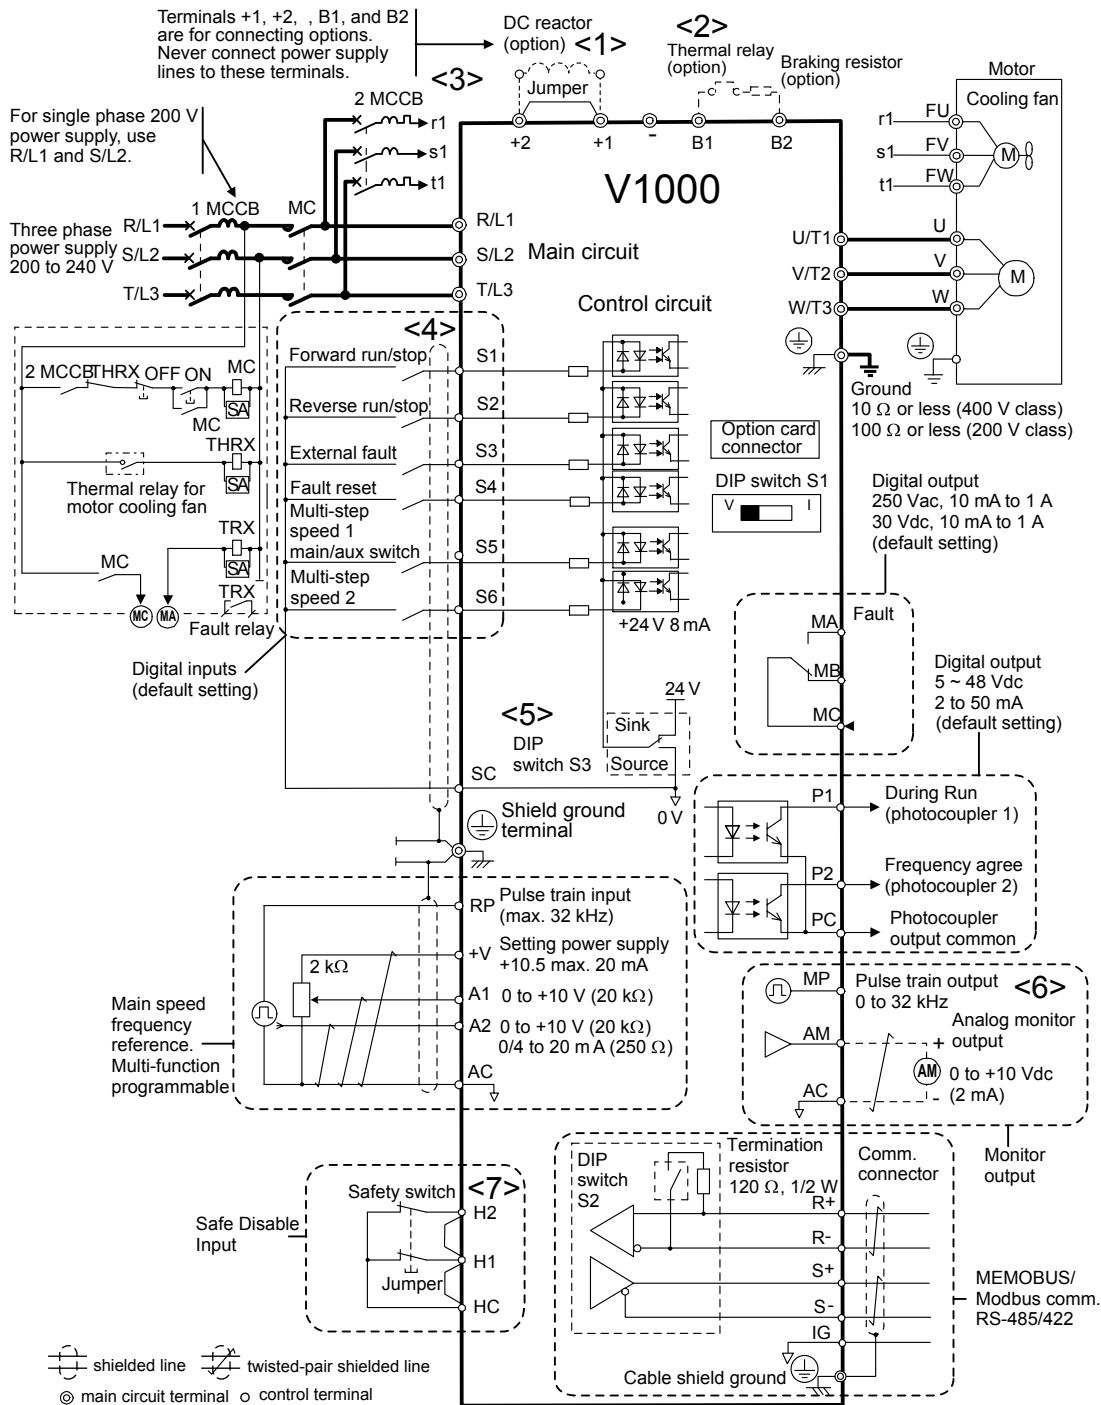 Terminals +1, +2, , B1, and B2
are for connecting options.
Never connect power supply
lines to these terminals.
DC reactor
(option)
<1>
<2>
Thermal relay
(option)
Braking resistor
(option)
Motor
Cooling fan
<3>
Jumper
2 MCCB
r1
s1
t1
+2
+1
-
B1
B2
r1
s1
t1
FU
FV
FW
M
For single phase 200 V
power supply, use
R/L1 and S/L2.
V1000
1 MCCB
MC
Three phase
power supply
200 to 240 V
R/L1
S/L2
T/L3
R/L1
S/L2
T/L3
Main circuit
U/T1
V/T2
W/T3
U
V
W
M
Control circuit
<4>
Forward run/stop
S1
Reverse run/stop
S2
External fault
S3
Fault reset
S4
Multi-step
speed 1
main/aux switch
S5
Multi-step
speed 2
S6
+24 V 8 mA
2 MCCB
THRX
OFF
ON
MC
SA
MC
THRX
SA
Thermal relay for
motor cooling fan
TRX
SA
MC
TRX
MC
MA
Fault relay
Digital inputs
(default setting)
Option card
connector
DIP switch S1
V
I
Ground
10 Ω or less (400 V class)
100 Ω or less (200 V class)
Digital output
250 Vac, 10 mA to 1 A
30 Vdc, 10 mA to 1 A
(default setting)
Fault
MA
MB
MC
Digital output
5 ~ 48 Vdc
2 to 50 mA
(default setting)
<5>
DIP
switch S3
24 V
Sink
Source
0 V
SC
Shield ground
terminal
P1
During Run
(photocoupler 1)
P2
Frequency agree
(photocoupler 2)
PC
Photocoupler
output common
RP
Pulse train input
(max. 32 kHz)
+V
Setting power supply
+10.5 max. 20 mA
2 kΩ
A1
0 to +10 V (20 kΩ)
A2
0 to +10 V (20 kΩ)
0/4 to 20 mA (250 Ω)
AC
Main speed
frequency
reference.
Multi-function
programmable
MP
Pulse train output
0 to 32 kHz
<6>
AM
+
Analog monitor
output
AM
0 to +10 Vdc
(2 mA)
AC
-
Monitor
output
<7>
Safety switch
H2
H1
Jumper
HC
Safe Disable
Input
DIP
switch
S2
Termination
resistor
120 Ω, 1/2 W
Comm.
connector
R+
R-
S+
S-
IG
Cable shield ground
MEMOBUS/
Modbus comm.
RS-485/422
shielded line
twisted-pair shielded line
main circuit terminal
control terminal